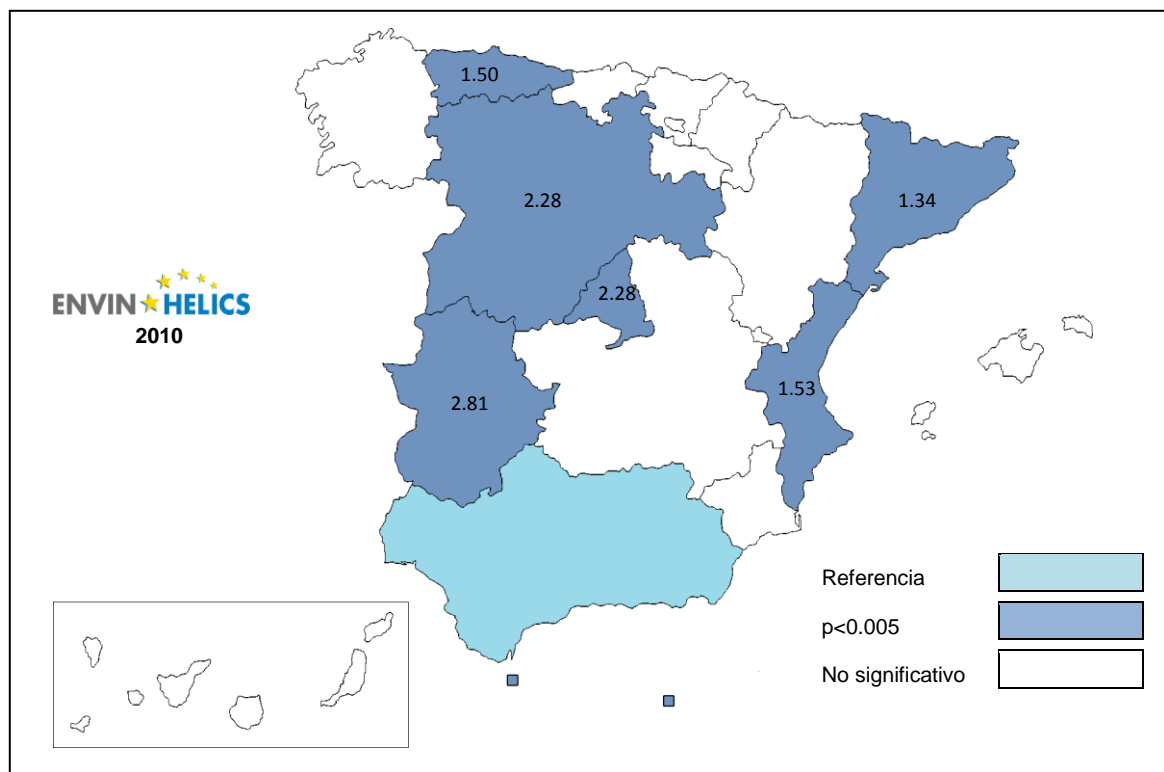 1.50
2.28
1.34
2.28
ENVIN HELICS
2010
2.81
1.53
Referencia
p<0.005
No significativo